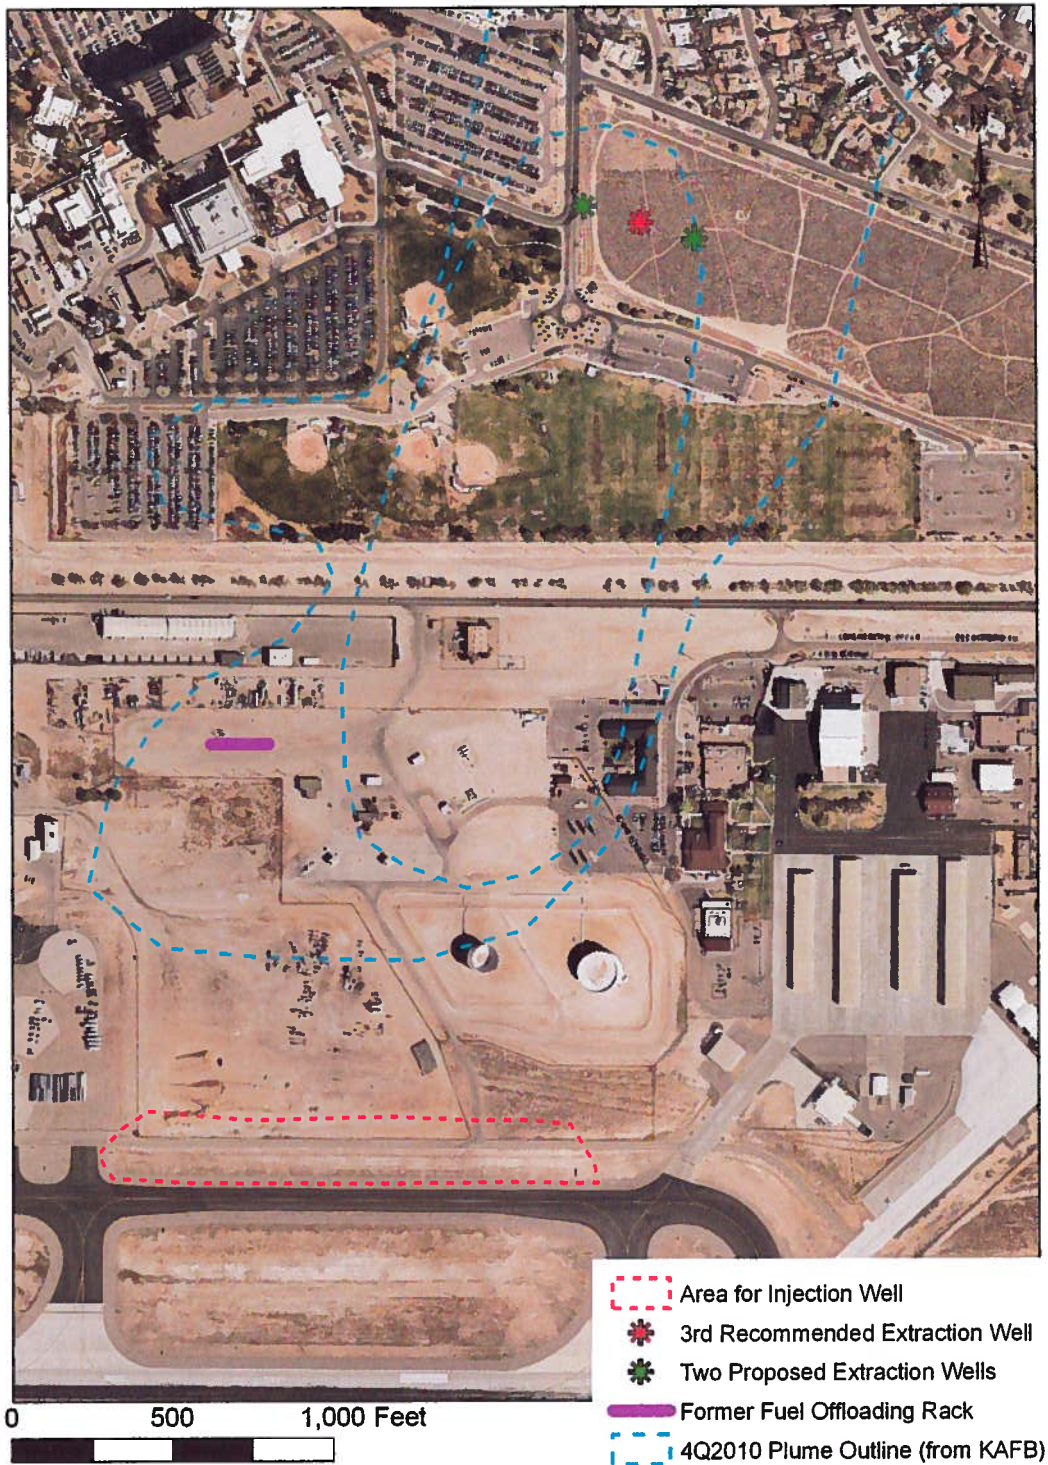 Area for Injection Well
3rd Recommended Extraction Well
Two Proposed Extraction Wells
Former Fuel Offloading Rack
4Q2010 Plume Outline (from KAFB)
0 500 1,000 Feet